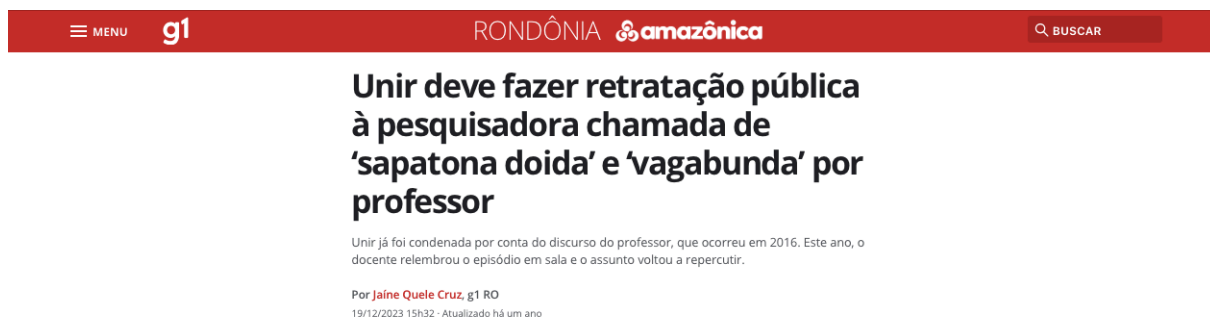 MENU g1 RONDÔNIA amazônica BUSCAR
Unir deve fazer retratação pública
à pesquisadora chamada de
‘sapatona doida’ e ‘vagabunda’ por
professor
Unir já foi condenada por conta do discurso do professor, que ocorreu em 2016. Este ano, o
docente relembrou o episódio em sala e o assunto voltou a repercutir.
Por Jaíne Quele Cruz, g1 RO
19/12/2023 15h32 · Atualizado há um ano